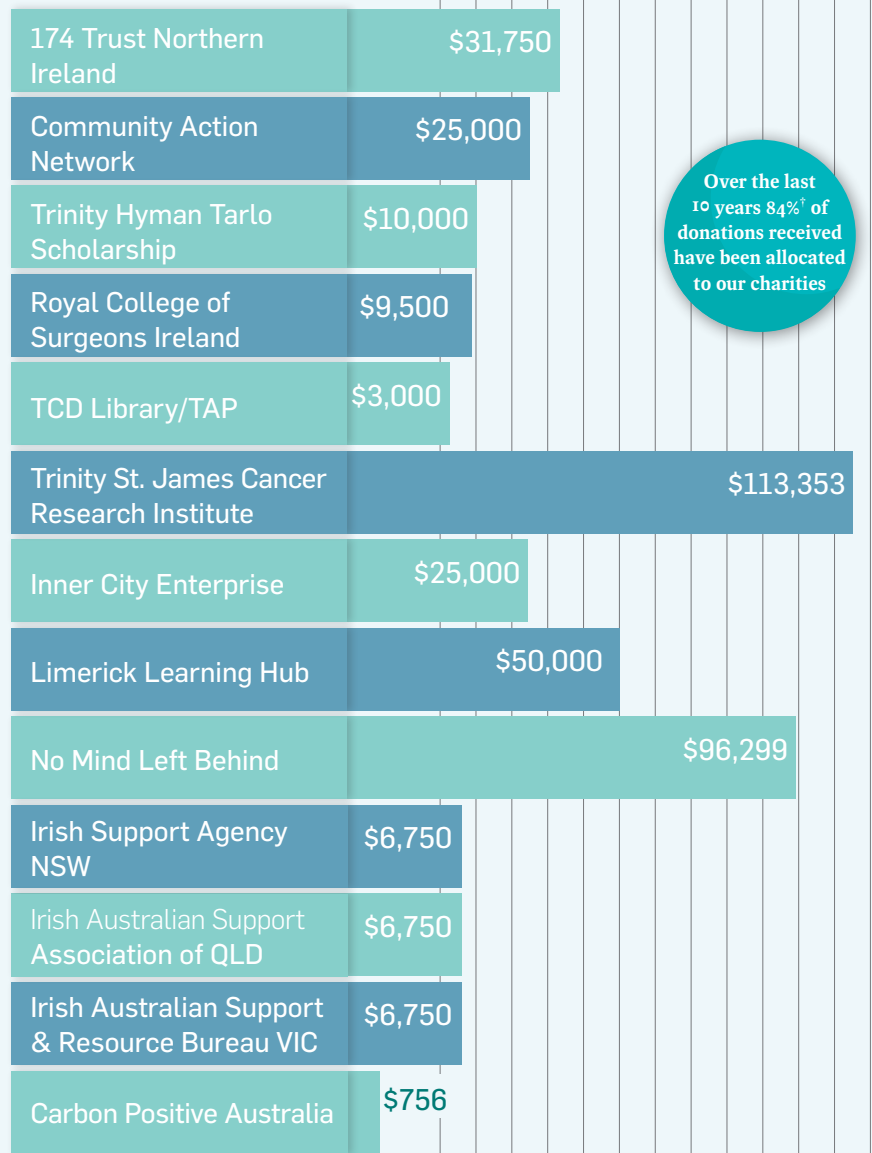 174 Trust Northern
Ireland
$31,750
Community Action
Network
$25,000
Trinity Hyman Tarlo
Scholarship
$10,000
Royal College of
Surgeons Ireland
$9,500
TCD Library/TAP
$3,000
Trinity St. James Cancer
Research Institute
$113,353
Inner City Enterprise
$25,000
Limerick Learning Hub
$50,000
No Mind Left Behind
$96,299
Irish Support Agency
NSW
$6,750
Irish Australian Support
Association of QLD
$6,750
Irish Australian Support
& Resource Bureau VIC
$6,750
Carbon Positive Australia
$756
Over the last
10 years 84%† of
donations received
have been allocated
to our charities